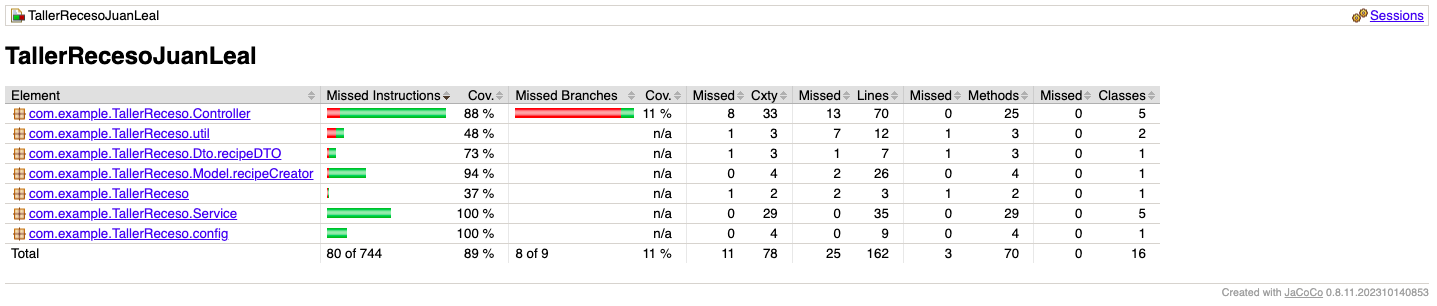 TallerRecesoJuanLeal Sessions
TallerRecesoJuanLeal
Element Missed Instructions Cov. Missed Branches Cov. Missed Cxty Missed Lines Missed Methods Missed Classes
com.example.TallerReceso.Controller 88 % 11 % 8 33 13 70 0 25 0 5
com.example.TallerReceso.util 48 % n/a 1 3 7 12 1 3 0 2
com.example.TallerReceso.Dto.recipeDTO 73 % n/a 1 3 1 7 1 3 0 1
com.example.TallerReceso.Model.recipeCreator 94 % n/a 0 4 2 26 0 4 0 1
com.example.TallerReceso 37 % n/a 1 2 2 3 1 2 0 1
com.example.TallerReceso.Service 100 % n/a 0 29 0 35 0 29 0 5
com.example.TallerReceso.config 100 % n/a 0 4 0 9 0 4 0 1
Total 80 of 744 89 % 8 of 9 11 % 11 78 25 162 3 70 0 16
Created with JaCoCo 0.8.11.202310140853